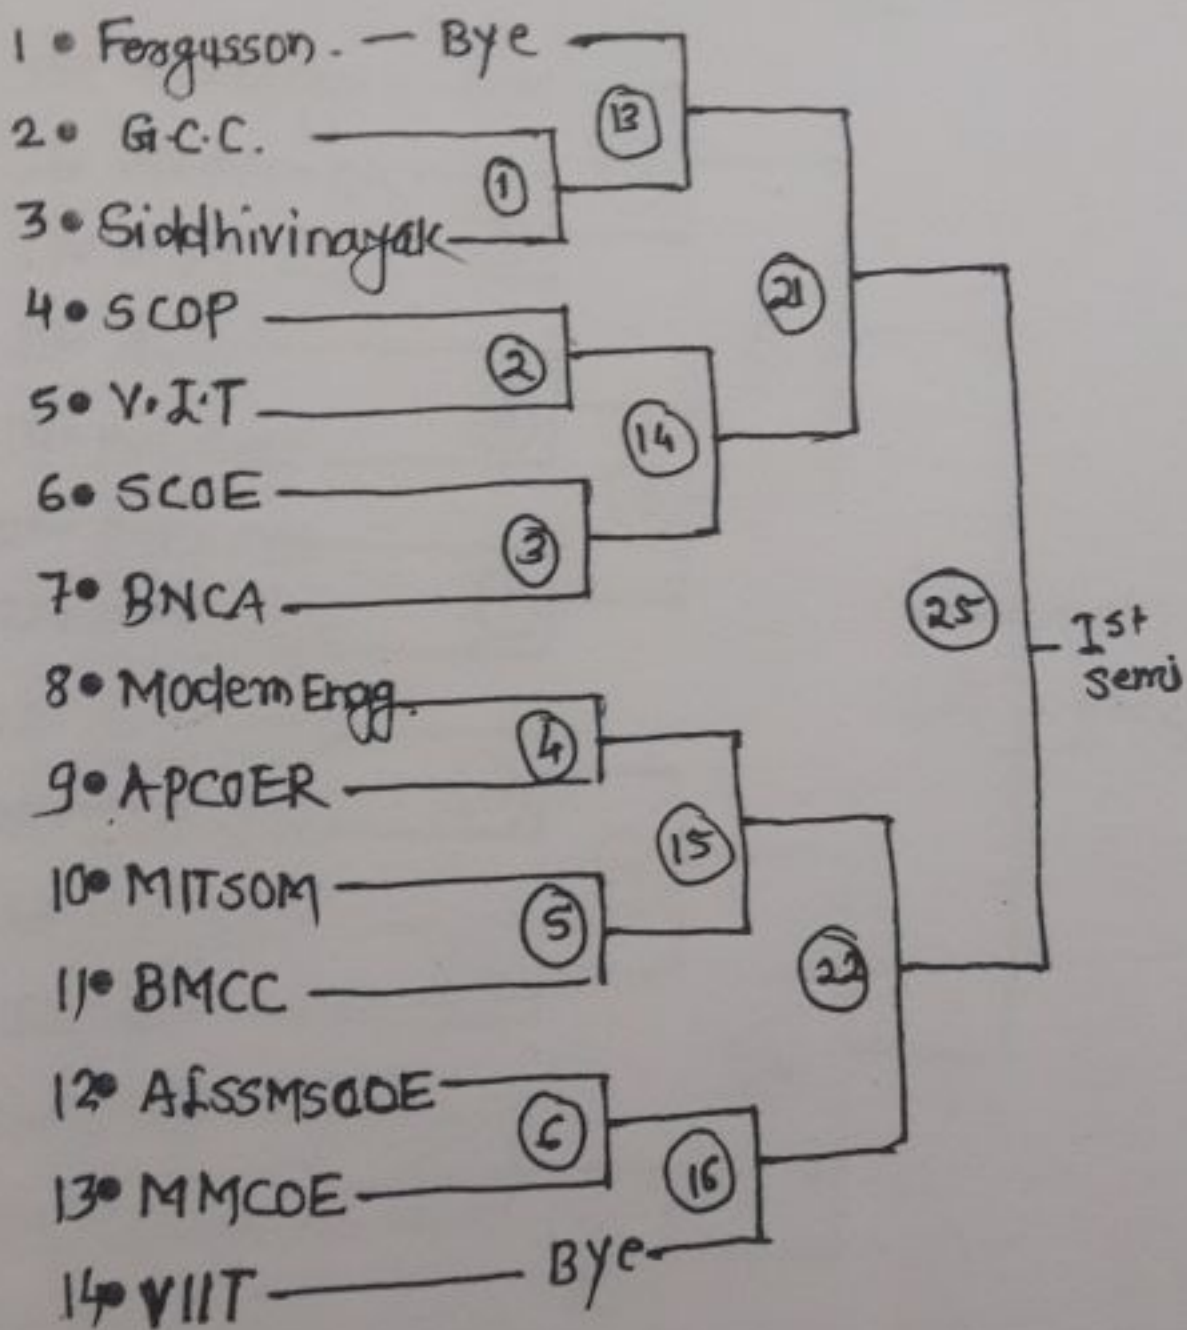 1 • Fergusson. — Bye
13
2• G.C.C.
1
3• Siddhivinayak
4• SCOP
21
2
5• V.I.T
14
6• SCOE
3
7• BNCA
25
Ist
semi
8• Modern Engg.
4
9• APCOER
15
10• MITSOM
5
22
11• BMCC
12•
6
13• MMCOE
16
14• VIIT — Bye